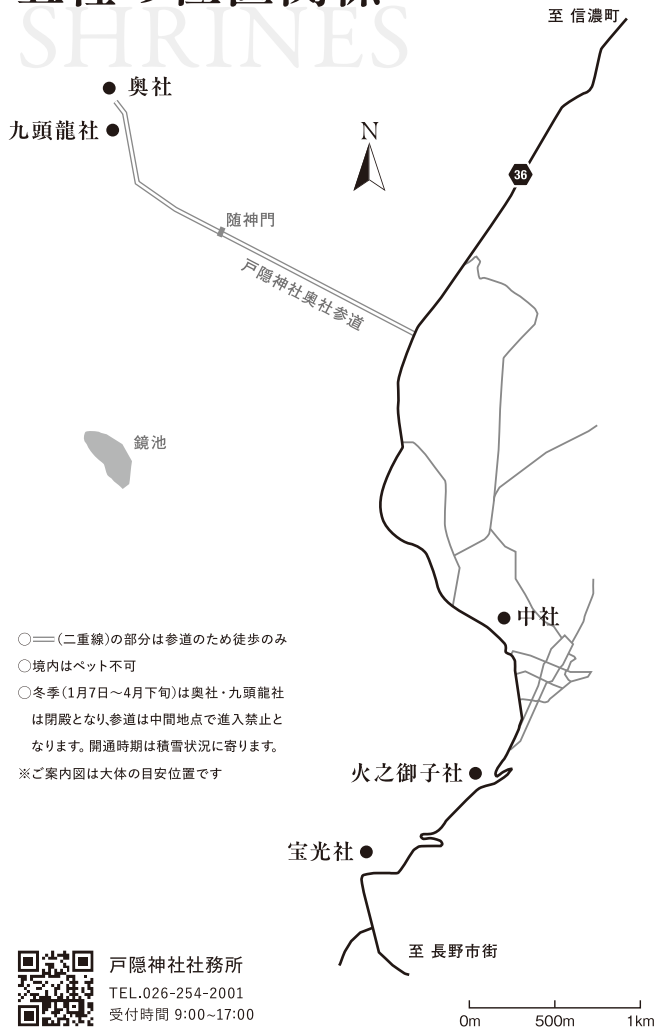 SHRINES
至 信濃町
奥社
九頭龍社
N
36
随神門
戸隠神社奥社参道
鏡池
中社
○══(二重線)の部分は参道のため徒歩のみ
○境内はペット不可
○冬季(1月7日〜4月下旬)は奥社・九頭龍社
は閉殿となり、参道は中間地点で進入禁止と
なります。開通時期は積雪状況に寄ります。
※ご案内図は大体の目安位置です
火之御子社
宝光社
至 長野市街
戸隠神社社務所
TEL.026-254-2001
受付時間 9:00~17:00
0m 500m 1km